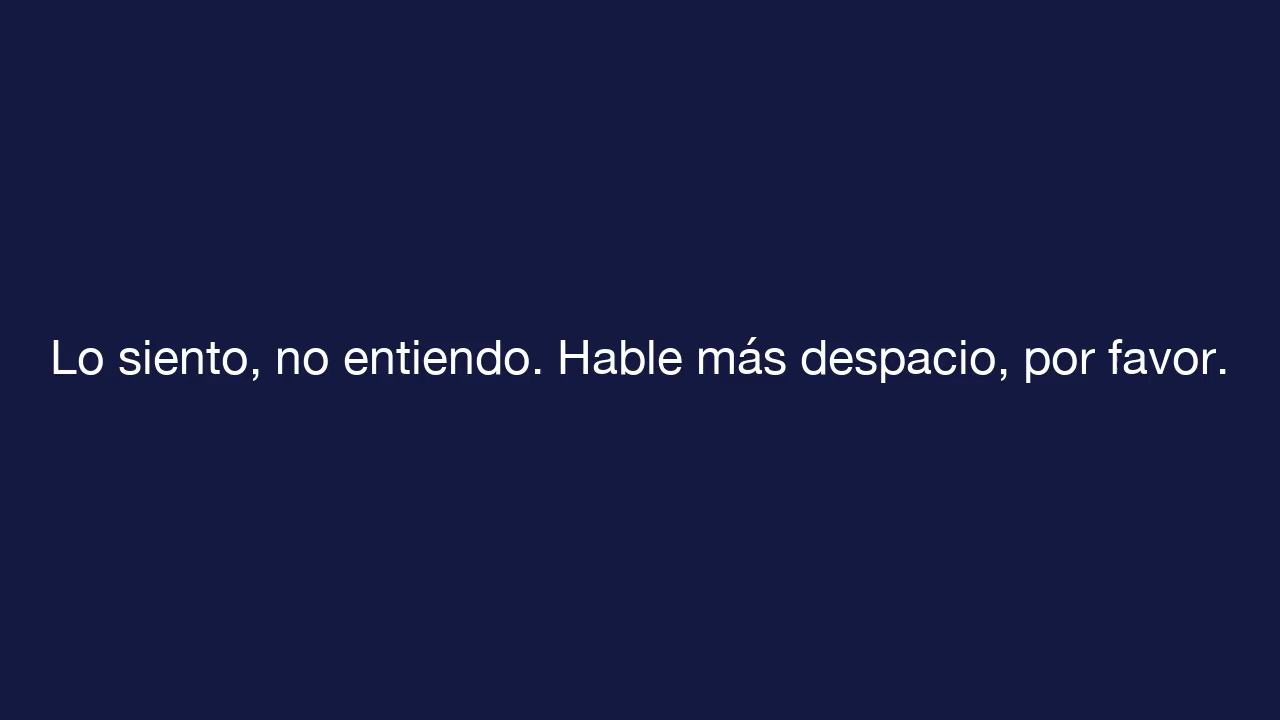 Lo siento, no entiendo. Hable más despacio, por favor.